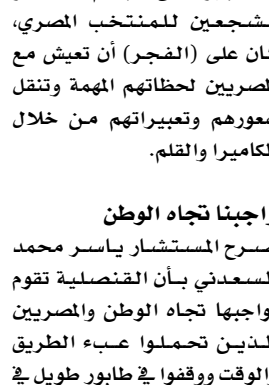 مشجعين للمنتخب المصري،
كان على (الفجر) أن تعيش مع
المصريين لحظاتهم المهمة وتنقل
شعورهم وتعبيراتهم من خلال
الكاميرا والقلم.
واجبنا تجاه الوطن
صرح المستشار ياسر محمد
السعدني بأن القنصلية تقوم
بواجبها تجاه الوطن والمصريين
الذين تحملوا عبء الطريق
والوقت ووقفوا في طابور طويل في